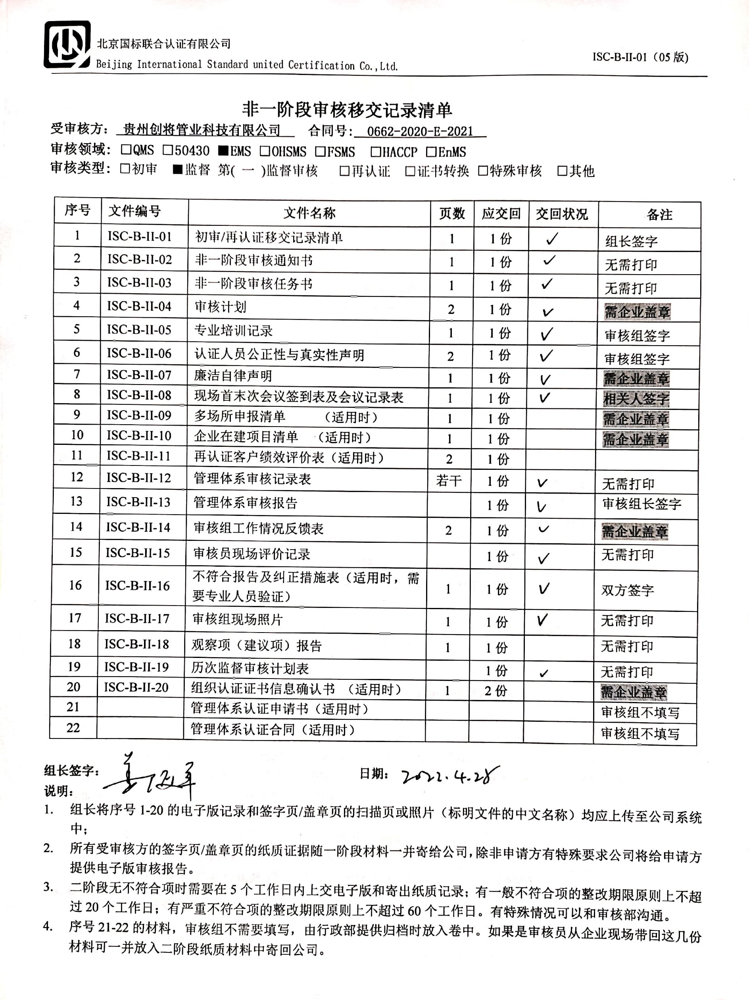 北京国标联合认证有限公司
Beijing International Standard united Certification Co.,Ltd.
ISC-B-II-01（05 版)
非一阶段审核移交记录清单
受审核方： 贵州创将管业科技有限公司 合同号： 0662-2020-E-2021
审核领域：□QMS □50430 ■EMS □OHSMS □FSMS □HACCP □EnMS
审核类型：□初审 ■监督 第( 一 )监督审核 □再认证 □证书转换 □特殊审核 □其他
序号 文件编号 文件名称 页数 应交回 交回状况 备注
1 ISC-B-II-01 初审/再认证移交记录清单 1 1 份 ✓ 组长签字
2 ISC-B-II-02 非一阶段审核通知书 1 1 份 ✓ 无需打印
3 ISC-B-II-03 非一阶段审核任务书 1 1 份 ✓ 无需打印
4 ISC-B-II-04 审核计划 2 1 份 ✓ 需企业盖章
5 ISC-B-II-05 专业培训记录 1 1 份 ✓ 审核组签字
6 ISC-B-II-06 认证人员公正性与真实性声明 2 1 份 ✓ 审核组签字
7 ISC-B-II-07 廉洁自律声明 1 1 份 ✓ 需企业盖章
8 ISC-B-II-08 现场首末次会议签到表及会议记录表 1 1 份 ✓ 相关人签字
9 ISC-B-II-09 多场所申报清单 （适用时） 1 1 份 需企业盖章
10 ISC-B-II-10 企业在建项目清单 （适用时） 1 1 份 需企业盖章
11 ISC-B-II-11 再认证客户绩效评价表（适用时） 2 1 份
12 ISC-B-II-12 管理体系审核记录表 若干 1 份 ✓ 无需打印
13 ISC-B-II-13 管理体系审核报告 1 份 ✓ 审核组长签字
14 ISC-B-II-14 审核组工作情况反馈表 2 1 份 ✓ 需企业盖章
15 ISC-B-II-15 审核员现场评价记录 1 份 ✓ 无需打印
16 ISC-B-II-16 不符合报告及纠正措施表（适用时，需
要专业人员验证） 1 1 份 ✓ 双方签字
17 ISC-B-II-17 审核组现场照片 1 1 份 ✓ 无需打印
18 ISC-B-II-18 观察项（建议项）报告 1 1 份 无需打印
19 ISC-B-II-19 历次监督审核计划表 1 份 ✓ 无需打印
20 ISC-B-II-20 组织认证证书信息确认书 （适用时） 1 2 份 需企业盖章
21 管理体系认证申请书（适用时） 审核组不填写
22 管理体系认证合同（适用时） 审核组不填写
组长签字： 日期： 2022.4.28
说明：
1. 组长将序号 1-20 的电子版记录和签字页/盖章页的扫描页或照片（标明文件的中文名称）均应上传至公司系统
中；
2. 所有受审核方的签字页/盖章页的纸质证据随一阶段材料一并寄给公司,除非申请方有特殊要求公司将给申请方
提供电子版审核报告。
3. 二阶段无不符合项时需要在 5 个工作日内上交电子版和寄出纸质记录；有一般不符合项的整改期限原则上不超
过 20 个工作日；有严重不符合项的整改期限原则上不超过 60 个工作日。有特殊情况可以和审核部沟通。
4. 序号 21-22 的材料，审核组不需要填写，由行政部提供归档时放入卷中。如果是审核员从企业现场带回这几份
材料可一并放入二阶段纸质材料中寄回公司。